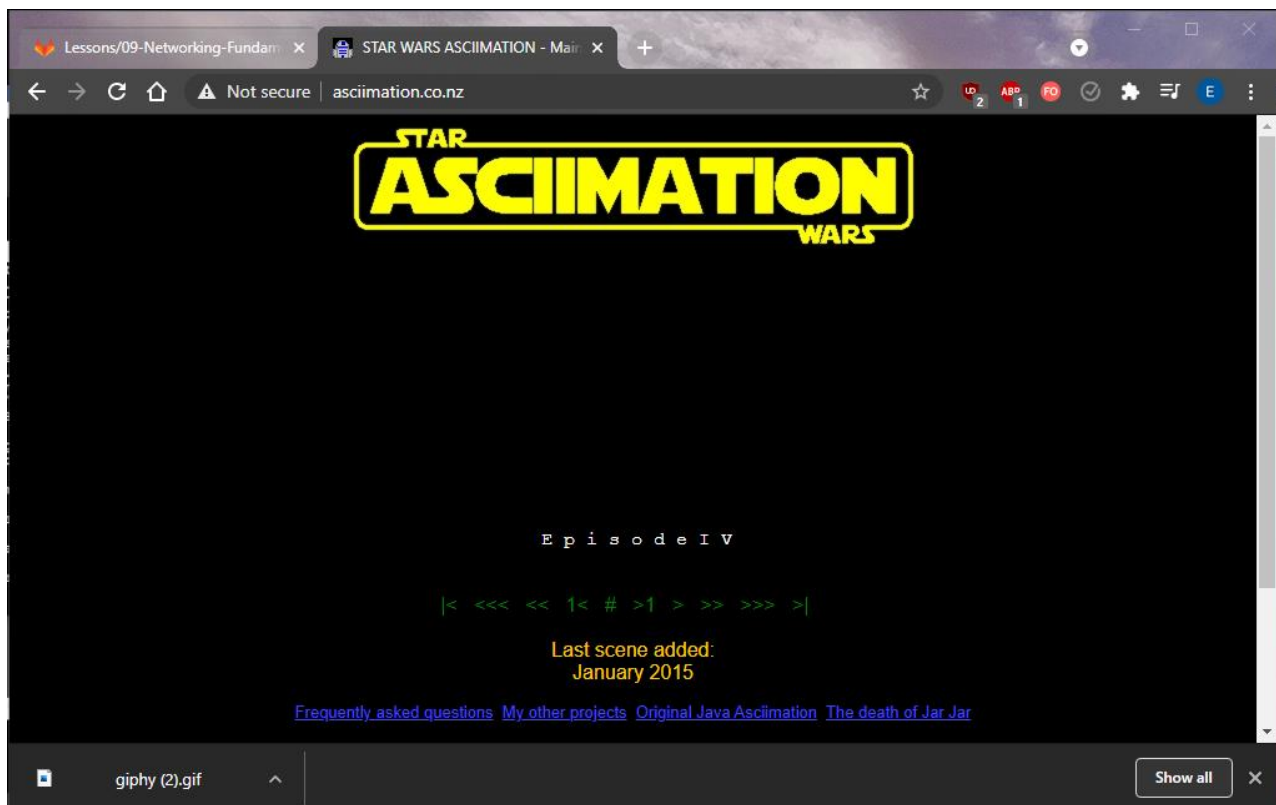 Lessons/09-Networking-Fundam
STAR WARS ASCIIMATION - Main
Not secure | asciimation.co.nz
UD 2 ABP 1 FO E
STAR
ASCIIMATION
WARS
E p i s o d e I V
|< <<< << 1< # >1 > >> >>> >|
Last scene added:
January 2015
Frequently asked questions My other projects Original Java Asciimation The death of Jar Jar
giphy (2).gif Show all